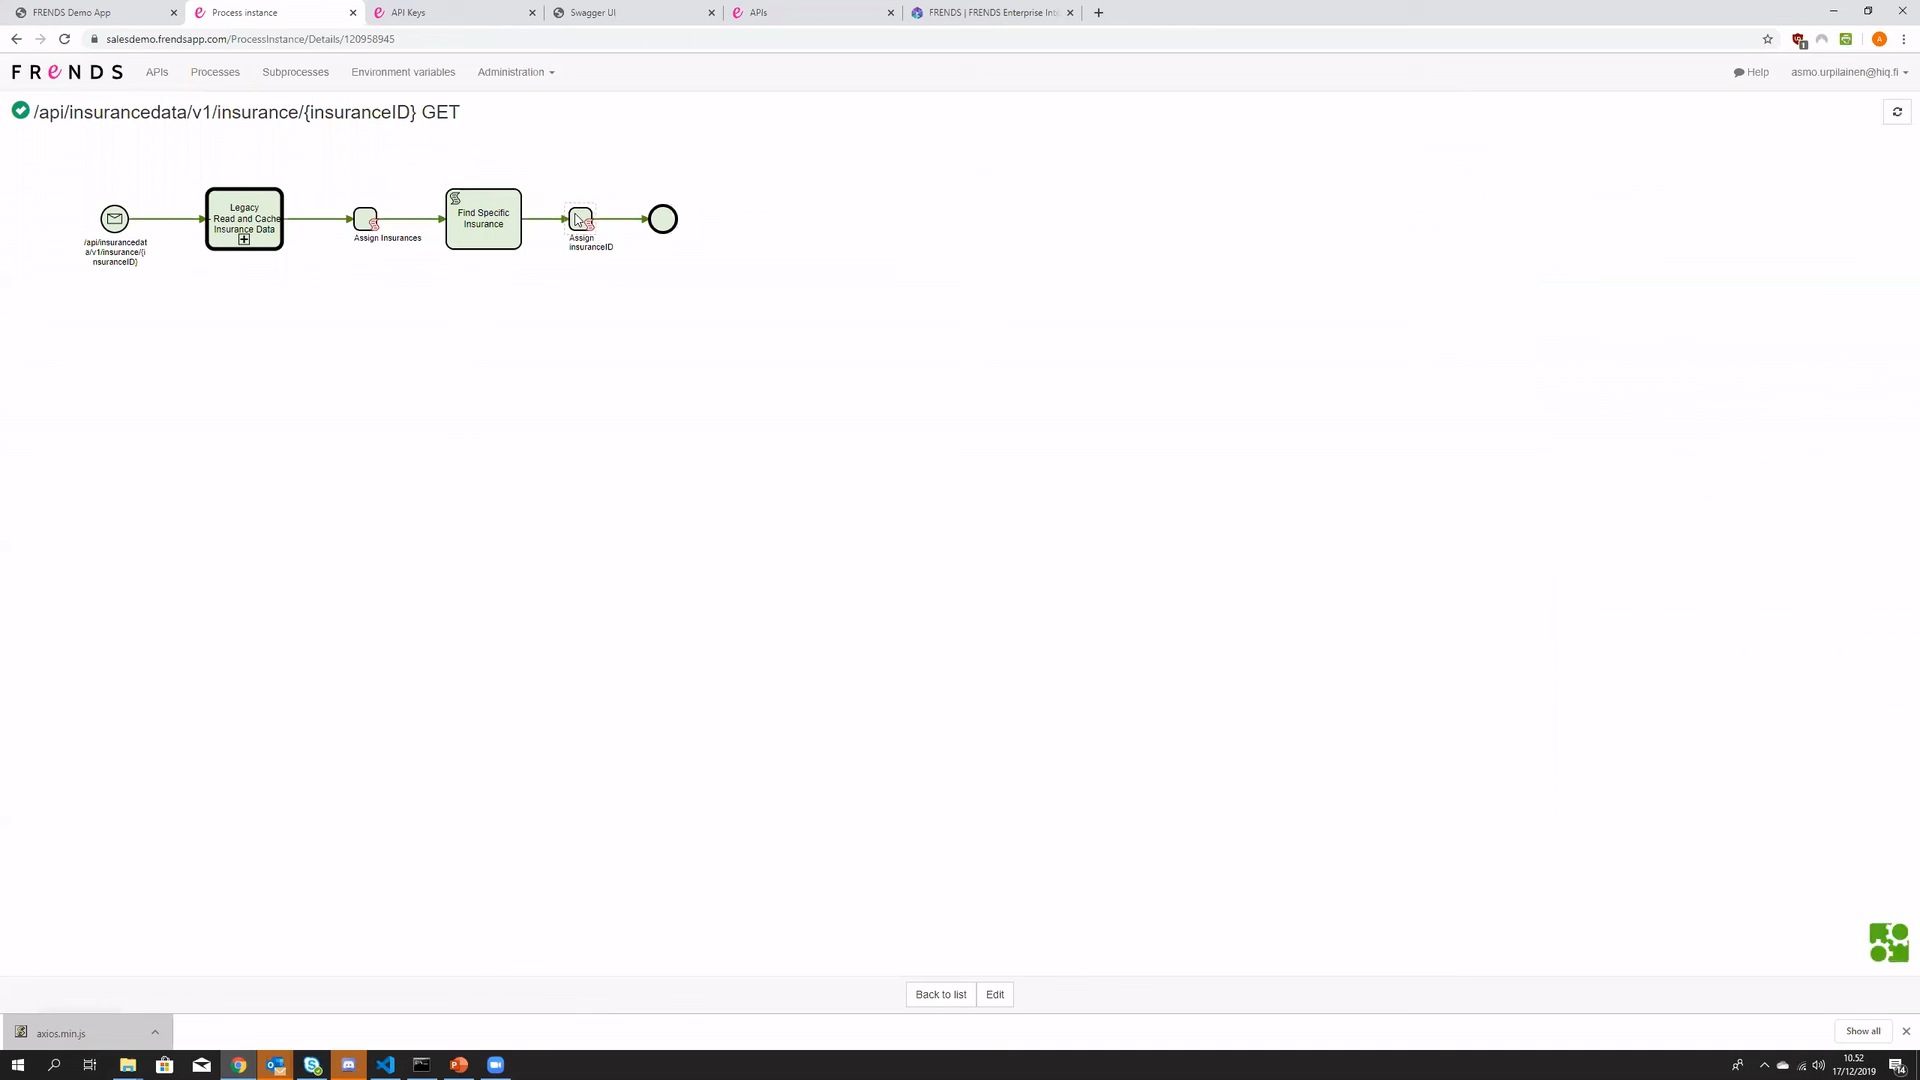 FRENDS Demo App
Process instance
API Keys
Swagger UI
APIs
FRENDS | FRENDS Enterprise Inte
salesdemo.frendsapp.com/ProcessInstance/Details/120958945
A
FReNDS
APIs
Processes
Subprocesses
Environment variables
Administration
Help
asmo.urpilainen@hiq.fi
/api/insurancedata/v1/insurance/{insuranceID} GET
/api/insurancedat
a/v1/insurance/{i
nsuranceID}
Legacy
- Read and Cache
Insurance Data
Assign Insurances
Find Specific
Insurance
Assign
insuranceID
Back to list
Edit
axios.min.js
Show all
10.52
17/12/2019
14